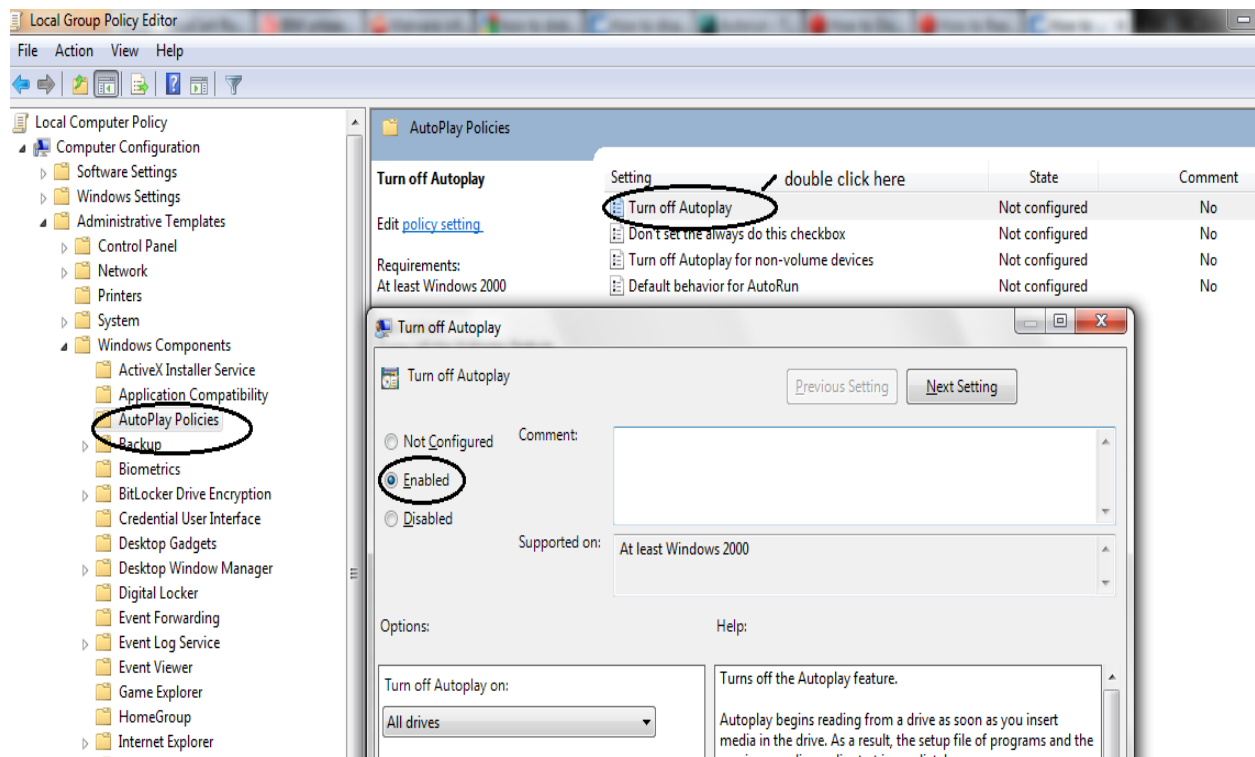 Local Group Policy Editor
File Action View Help
Local Computer Policy
Computer Configuration
Software Settings
Windows Settings
Administrative Templates
Control Panel
Network
Printers
System
Windows Components
ActiveX Installer Service
Application Compatibility
AutoPlay Policies
Backup
Biometrics
BitLocker Drive Encryption
Credential User Interface
Desktop Gadgets
Desktop Window Manager
Digital Locker
Event Forwarding
Event Log Service
Event Viewer
Game Explorer
HomeGroup
Internet Explorer
AutoPlay Policies
Turn off Autoplay
Edit policy setting
Requirements:
At least Windows 2000
Setting double click here State Comment
Turn off Autoplay Not configured No
Don't set the always do this checkbox Not configured No
Turn off Autoplay for non-volume devices Not configured No
Default behavior for AutoRun Not configured No
Turn off Autoplay
Turn off Autoplay
Previous Setting Next Setting
Not Configured
Enabled
Disabled
Comment:
Supported on: At least Windows 2000
Options:
Turn off Autoplay on:
All drives
Help:
Turns off the Autoplay feature.
Autoplay begins reading from a drive as soon as you insert
media in the drive. As a result, the setup file of programs and the